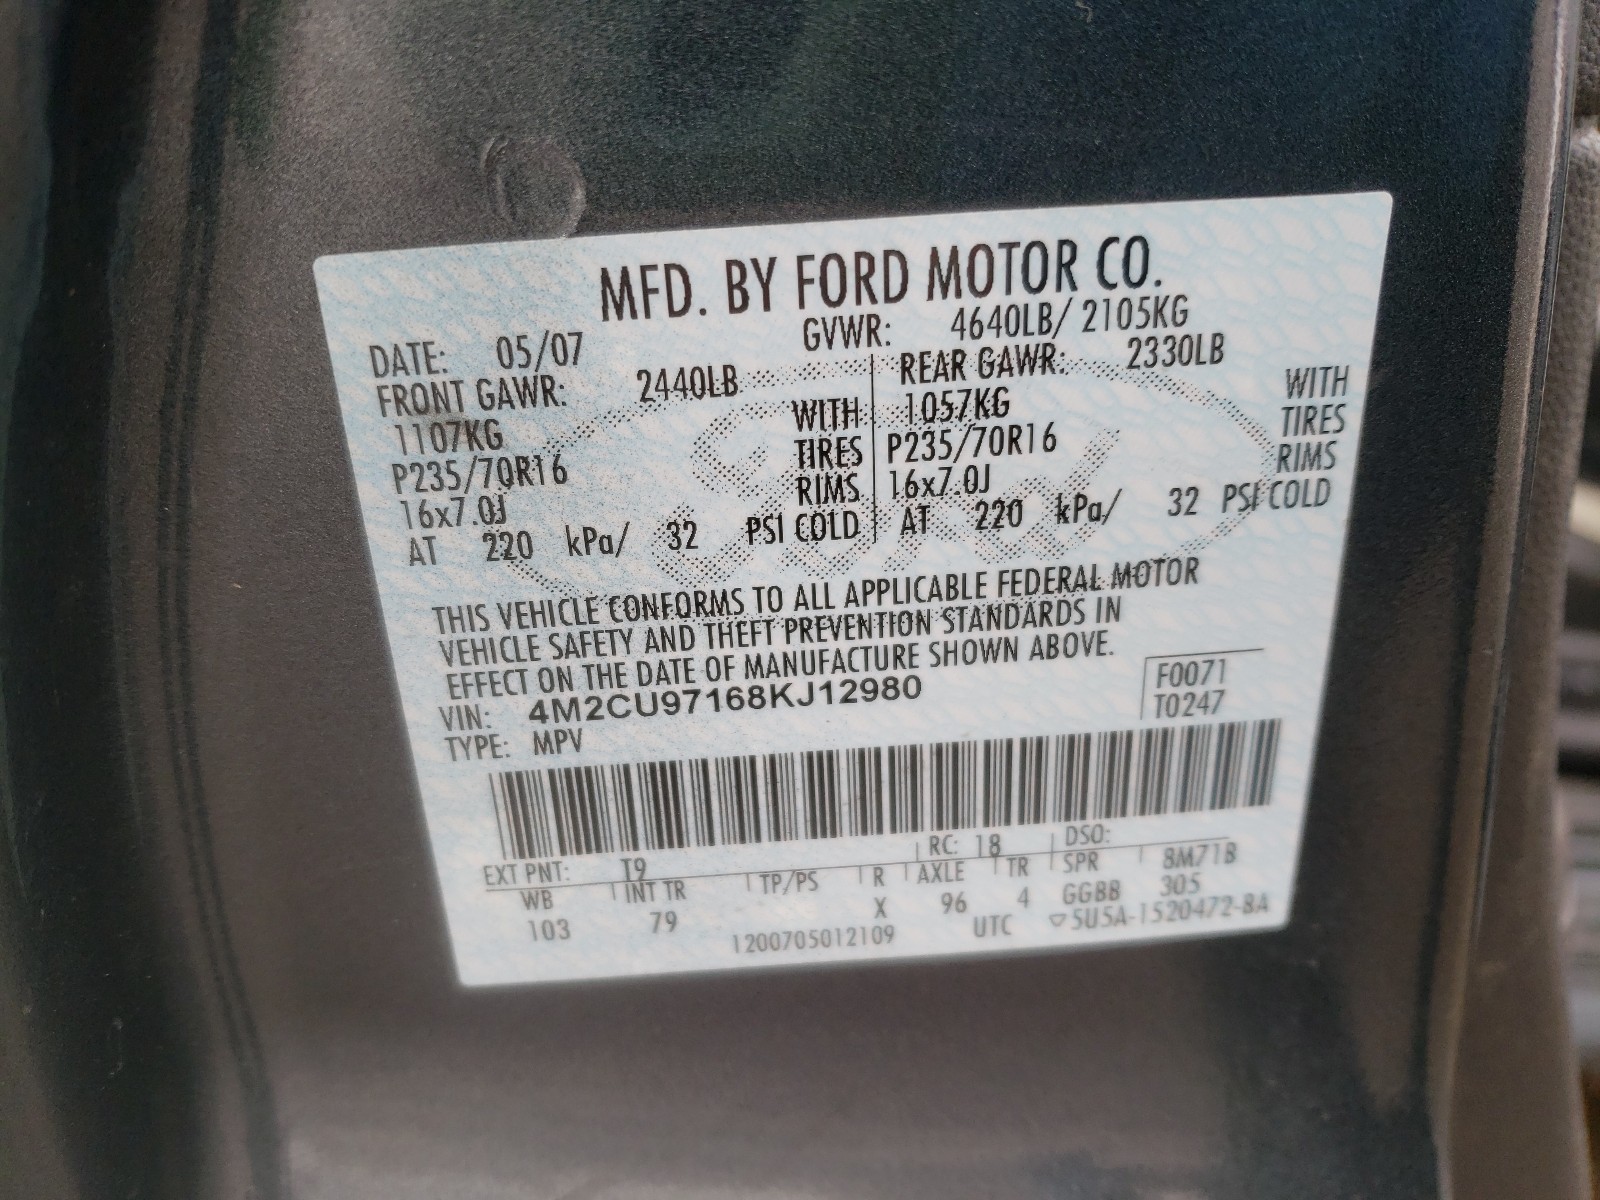 MFD. BY FORD MOTOR CO.
DATE: 05/07 GVWR: 4640LB/ 2105KG
FRONT GAWR: 2440LB REAR GAWR: 2330LB
1107KG WITH 1057KG WITH
P235/70R16 TIRES P235/70R16 TIRES
16x7.0J RIMS 16x7.0J RIMS
AT 220 kPa/ 32 PSI COLD AT 220 kPa/ 32 PSI COLD
THIS VEHICLE CONFORMS TO ALL APPLICABLE FEDERAL MOTOR
VEHICLE SAFETY AND THEFT PREVENTION STANDARDS IN
EFFECT ON THE DATE OF MANUFACTURE SHOWN ABOVE.
VIN: 4M2CU97168KJ12980 F0071
TYPE: MPV T0247
EXT PNT: T9 RC: 18 DSO:
WB INT TR TP/PS R AXLE TR SPR 8M71B
103 79 X 96 4 GGBB 305
1200705012109 UTC ▽5U5A-1520472-BA